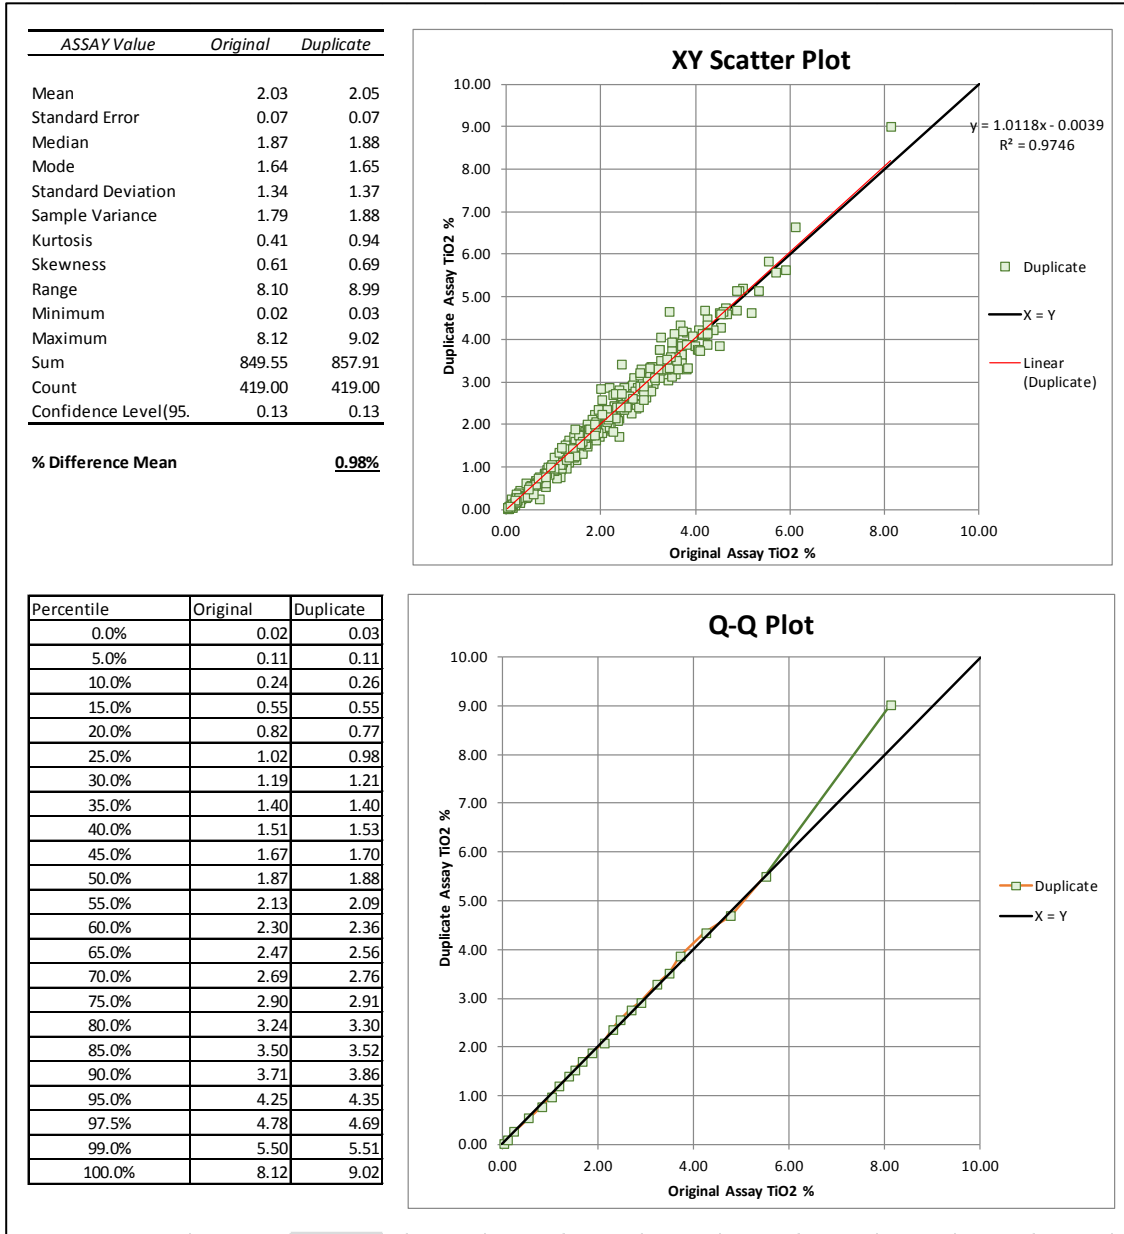 ASSAY Value Original Duplicate
Mean 2.03 2.05
Standard Error 0.07 0.07
Median 1.87 1.88
Mode 1.64 1.65
Standard Deviation 1.34 1.37
Sample Variance 1.79 1.88
Kurtosis 0.41 0.94
Skewness 0.61 0.69
Range 8.10 8.99
Minimum 0.02 0.03
Maximum 8.12 9.02
Sum 849.55 857.91
Count 419.00 419.00
Confidence Level(95. 0.13 0.13
% Difference Mean 0.98%
XY Scatter Plot
10.00
9.00
8.00
7.00
6.00
5.00
4.00
3.00
2.00
1.00
0.00
0.00 2.00 4.00 6.00 8.00 10.00
Duplicate Assay TiO2 %
Original Assay TiO2 %
y = 1.0118x - 0.0039
R² = 0.9746
Duplicate
X = Y
Linear
(Duplicate)
Percentile Original Duplicate
0.0% 0.02 0.03
5.0% 0.11 0.11
10.0% 0.24 0.26
15.0% 0.55 0.55
20.0% 0.82 0.77
25.0% 1.02 0.98
30.0% 1.19 1.21
35.0% 1.40 1.40
40.0% 1.51 1.53
45.0% 1.67 1.70
50.0% 1.87 1.88
55.0% 2.13 2.09
60.0% 2.30 2.36
65.0% 2.47 2.56
70.0% 2.69 2.76
75.0% 2.90 2.91
80.0% 3.24 3.30
85.0% 3.50 3.52
90.0% 3.71 3.86
95.0% 4.25 4.35
97.5% 4.78 4.69
99.0% 5.50 5.51
100.0% 8.12 9.02
Q-Q Plot
10.00
9.00
8.00
7.00
6.00
5.00
4.00
3.00
2.00
1.00
0.00
0.00 2.00 4.00 6.00 8.00 10.00
Duplicate Assay TiO2 %
Original Assay TiO2 %
Duplicate
X = Y